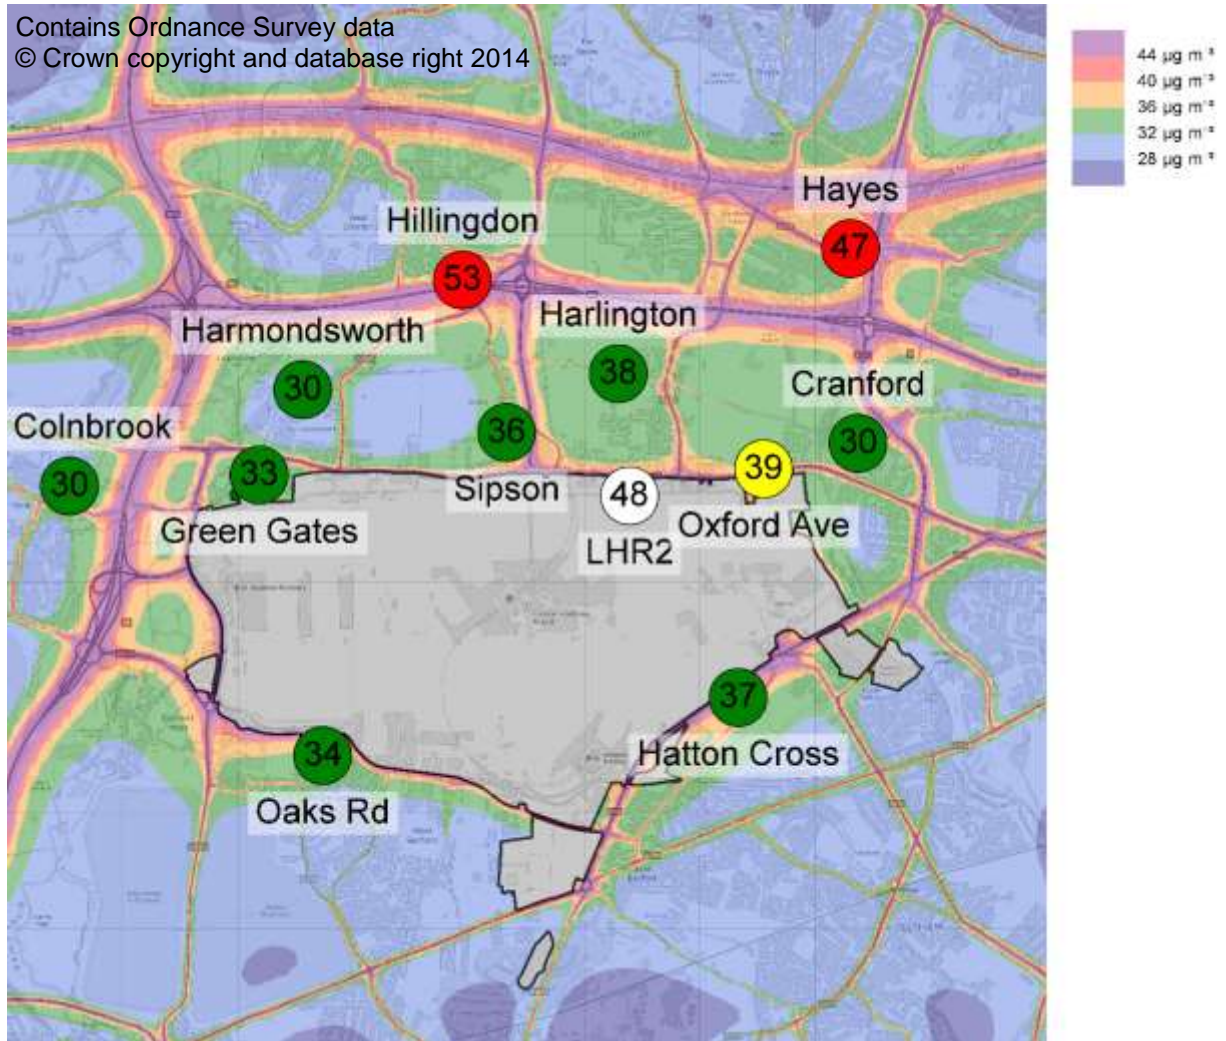 Contains Ordnance Survey data
© Crown copyright and database right 2014
44 µg m⁻³
40 µg m⁻³
36 µg m⁻³
32 µg m⁻³
28 µg m⁻³
Hayes
47
Hillingdon
53
Harmondsworth
30
Harlington
38
Cranford
30
Colnbrook
30
33
Green Gates
36
Sipson
48
LHR2
39
Oxford Ave
37
Hatton Cross
34
Oaks Rd